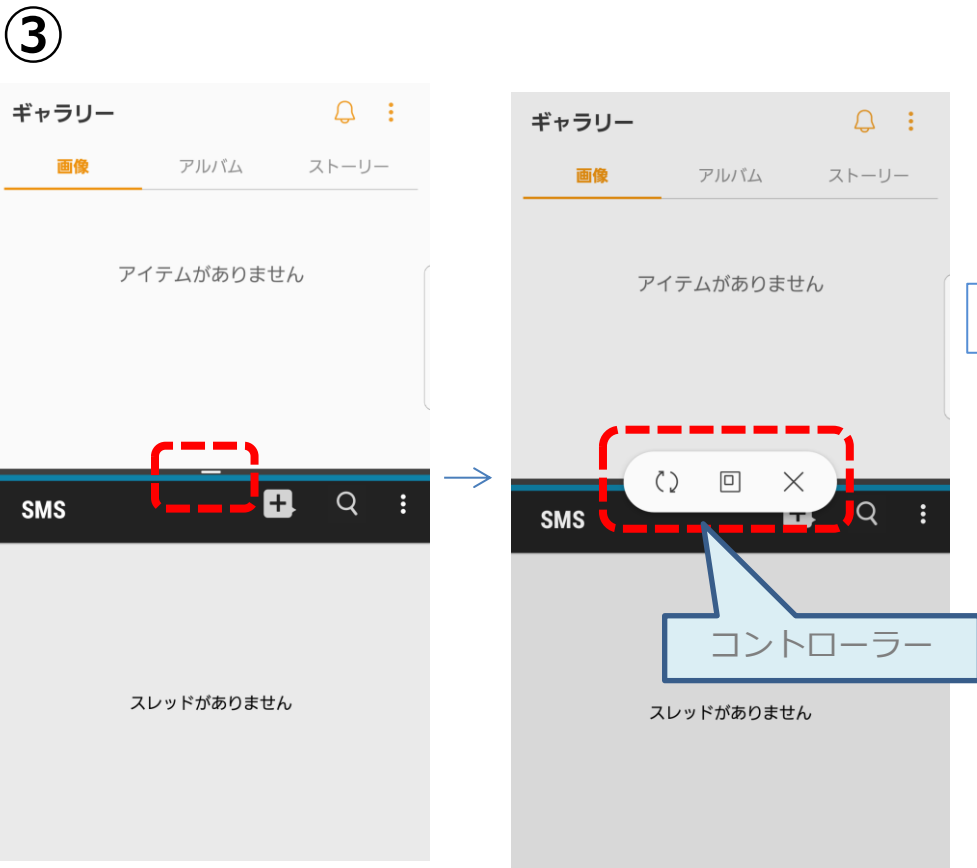 ③
ギャラリー
画像 アルバム ストーリー
アイテムがありません
SMS
スレッドがありません
ギャラリー
画像 アルバム ストーリー
アイテムがありません
SMS
コントローラー
スレッドがありません